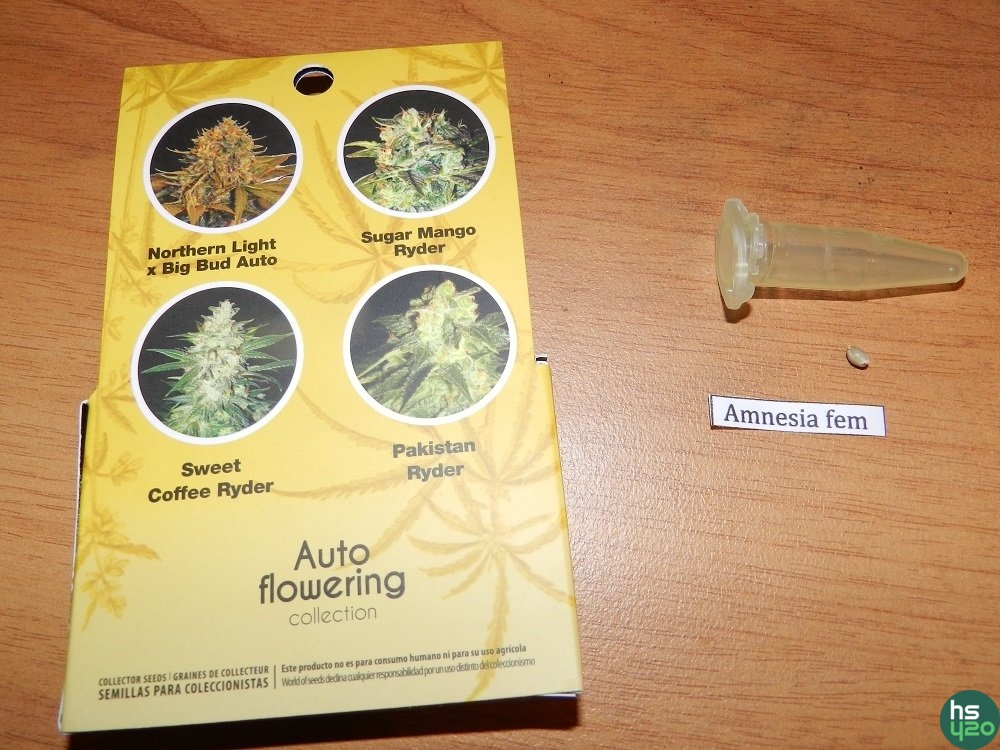 Northern Light
x Big Bud Auto
Sugar Mango
Ryder
Sweet
Coffee Ryder
Pakistan
Ryder
Auto
flowering
collection
COLLECTOR SEEDS | GRAINES DE COLLECTEUR
SEMILLAS PARA COLECCIONISTAS
Este producto no es para consumo humano ni para su uso agrícola
World of seeds declina cualquier responsabilidad por un uso distinto del coleccionismo
Amnesia fem
hs
420